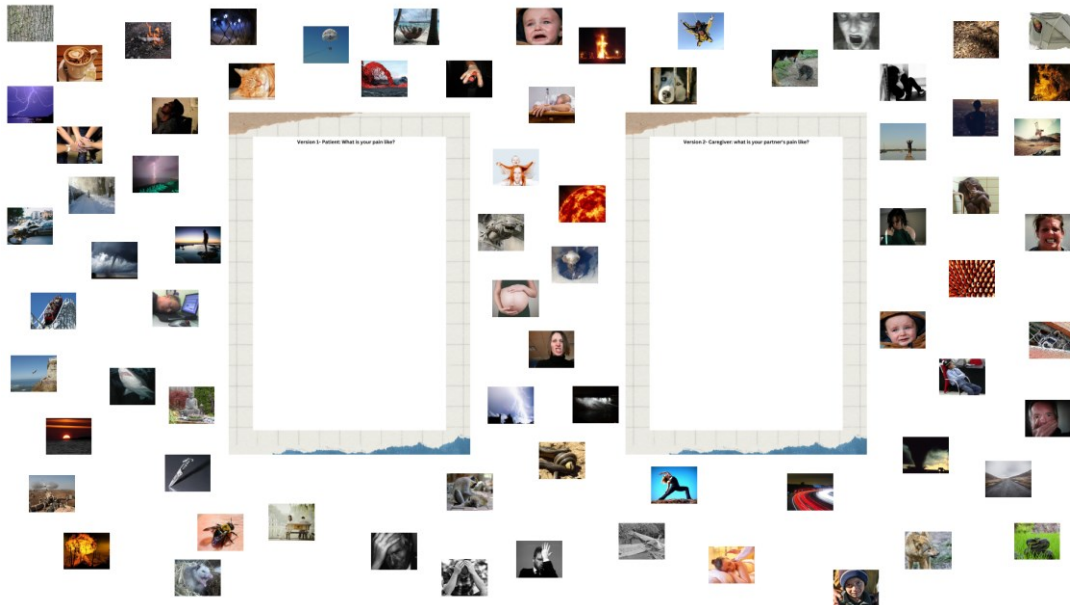 Version 1- Patient: What is your pain like?
Version 2- Caregiver: what is your partner's pain like?